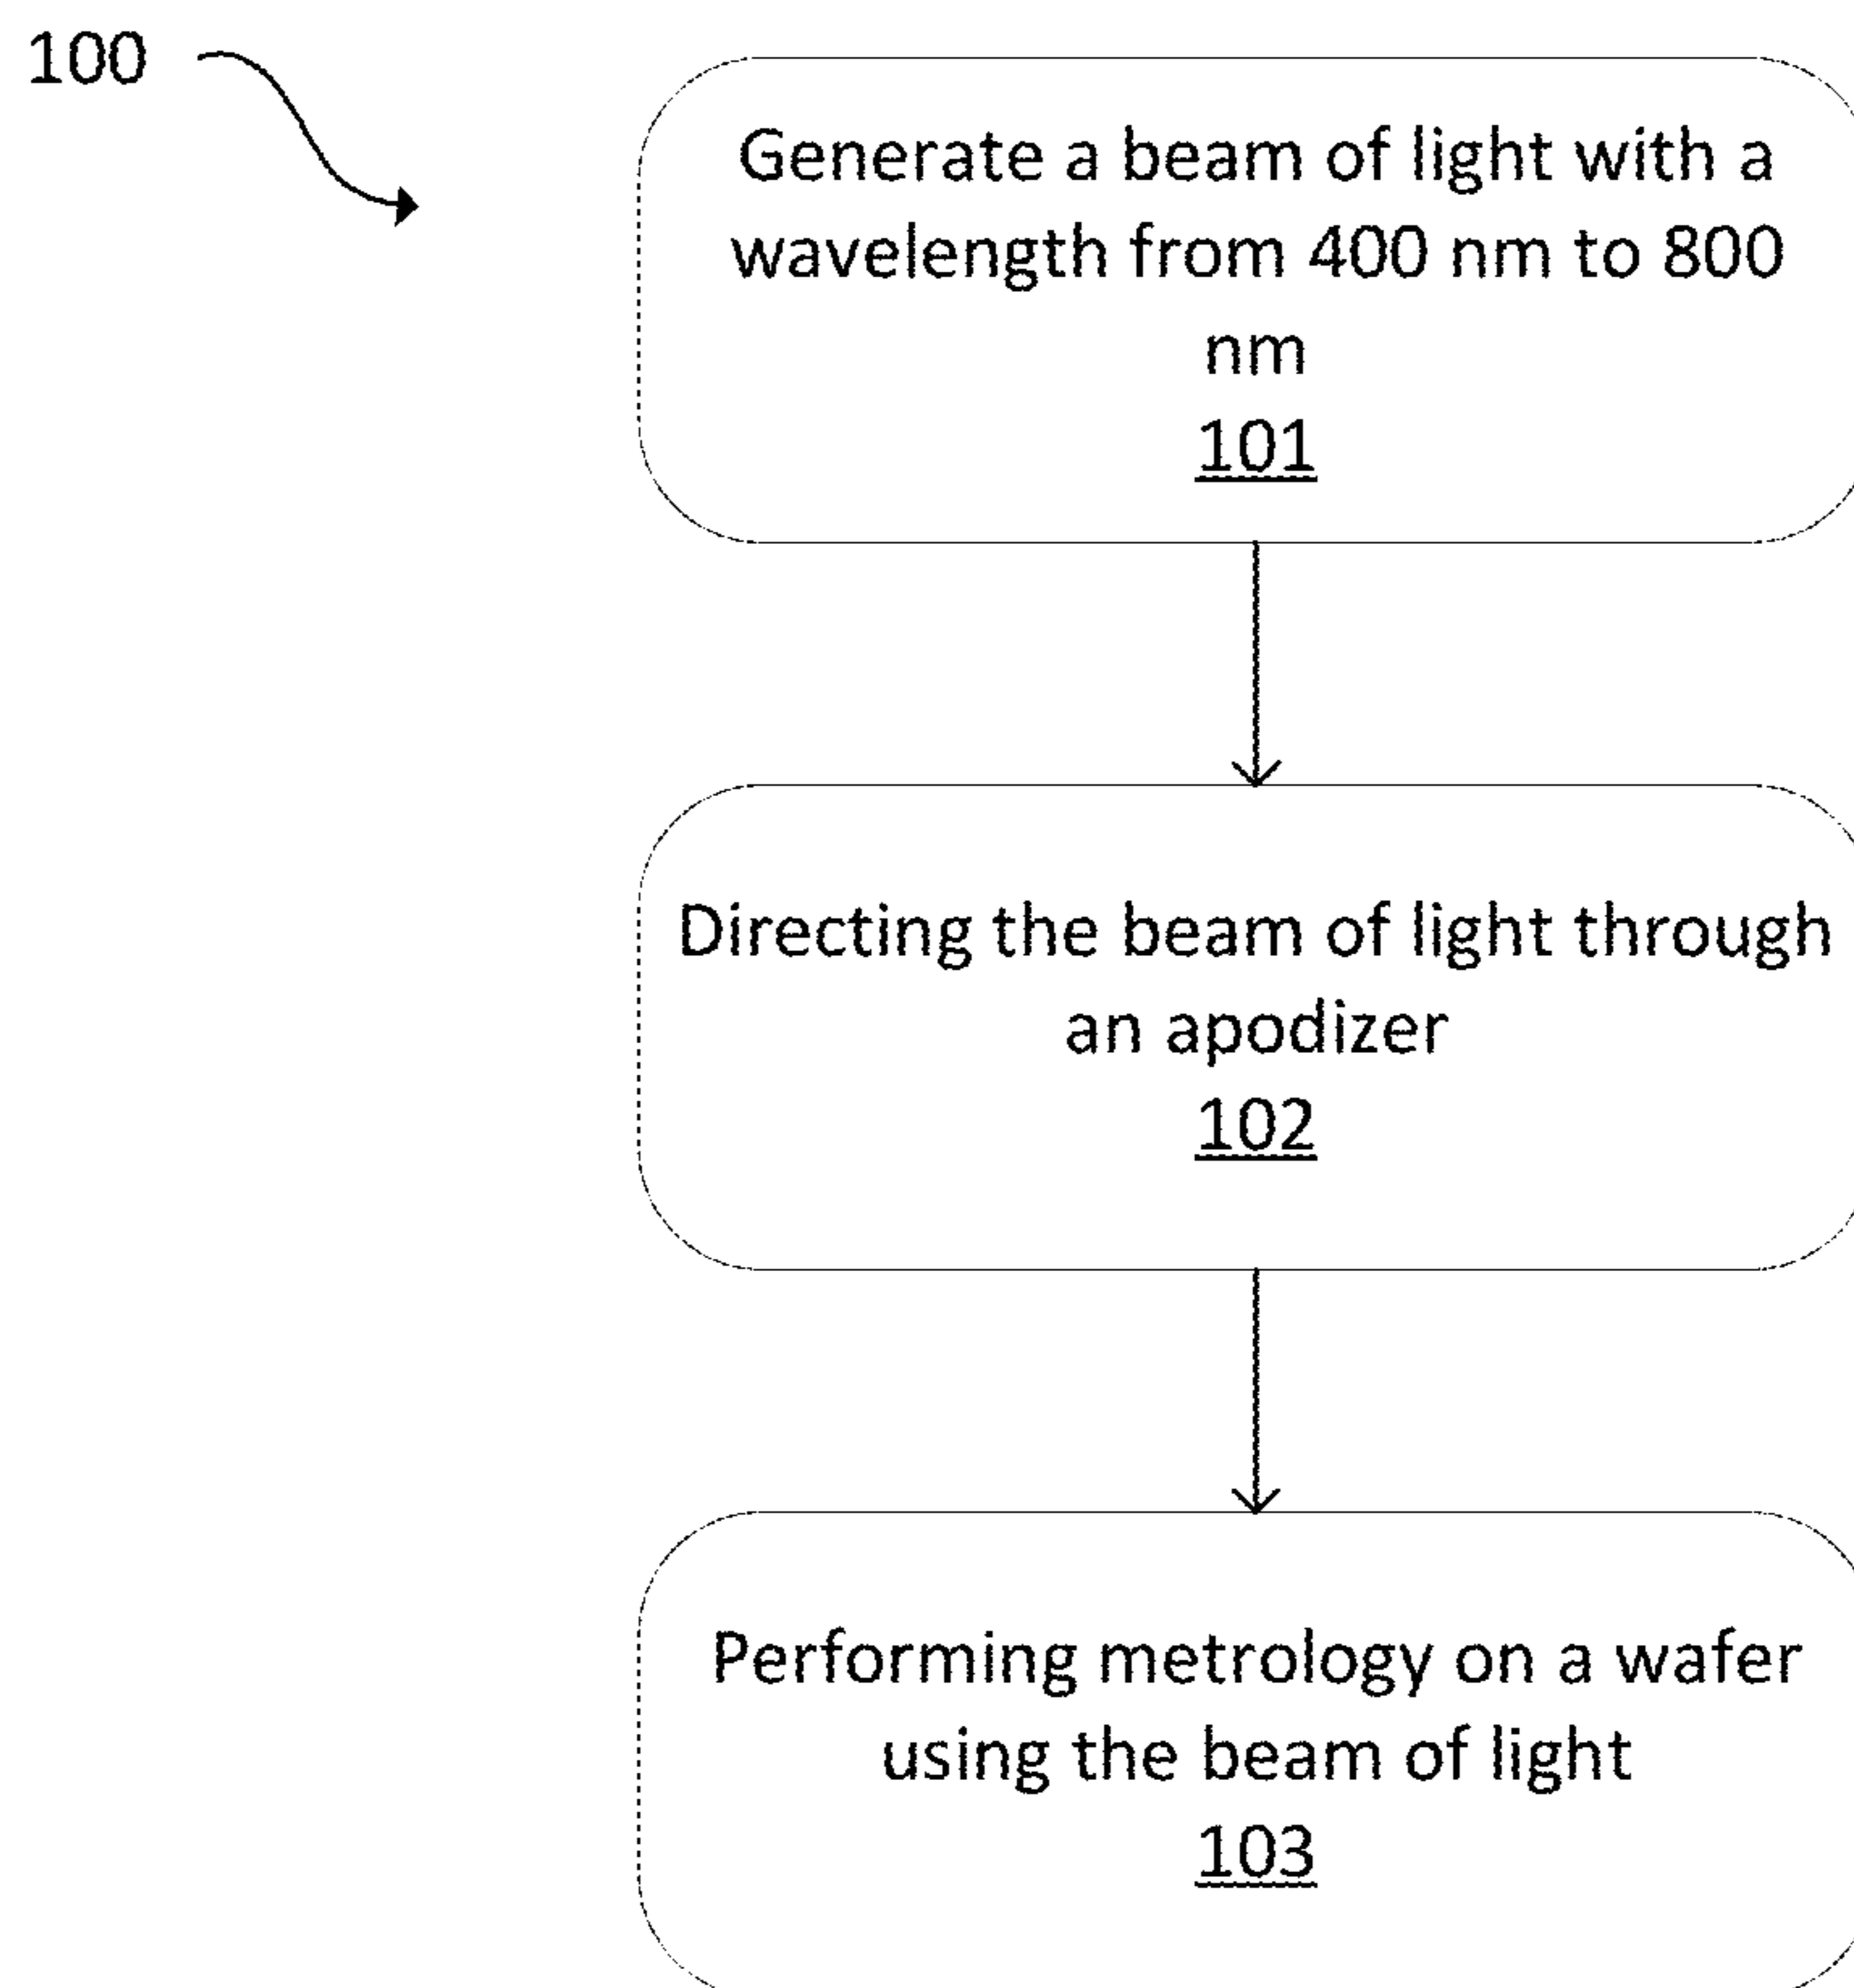 100
Generate a beam of light with a
wavelength from 400 nm to 800
nm
101
Directing the beam of light through
an apodizer
102
Performing metrology on a wafer
using the beam of light
103